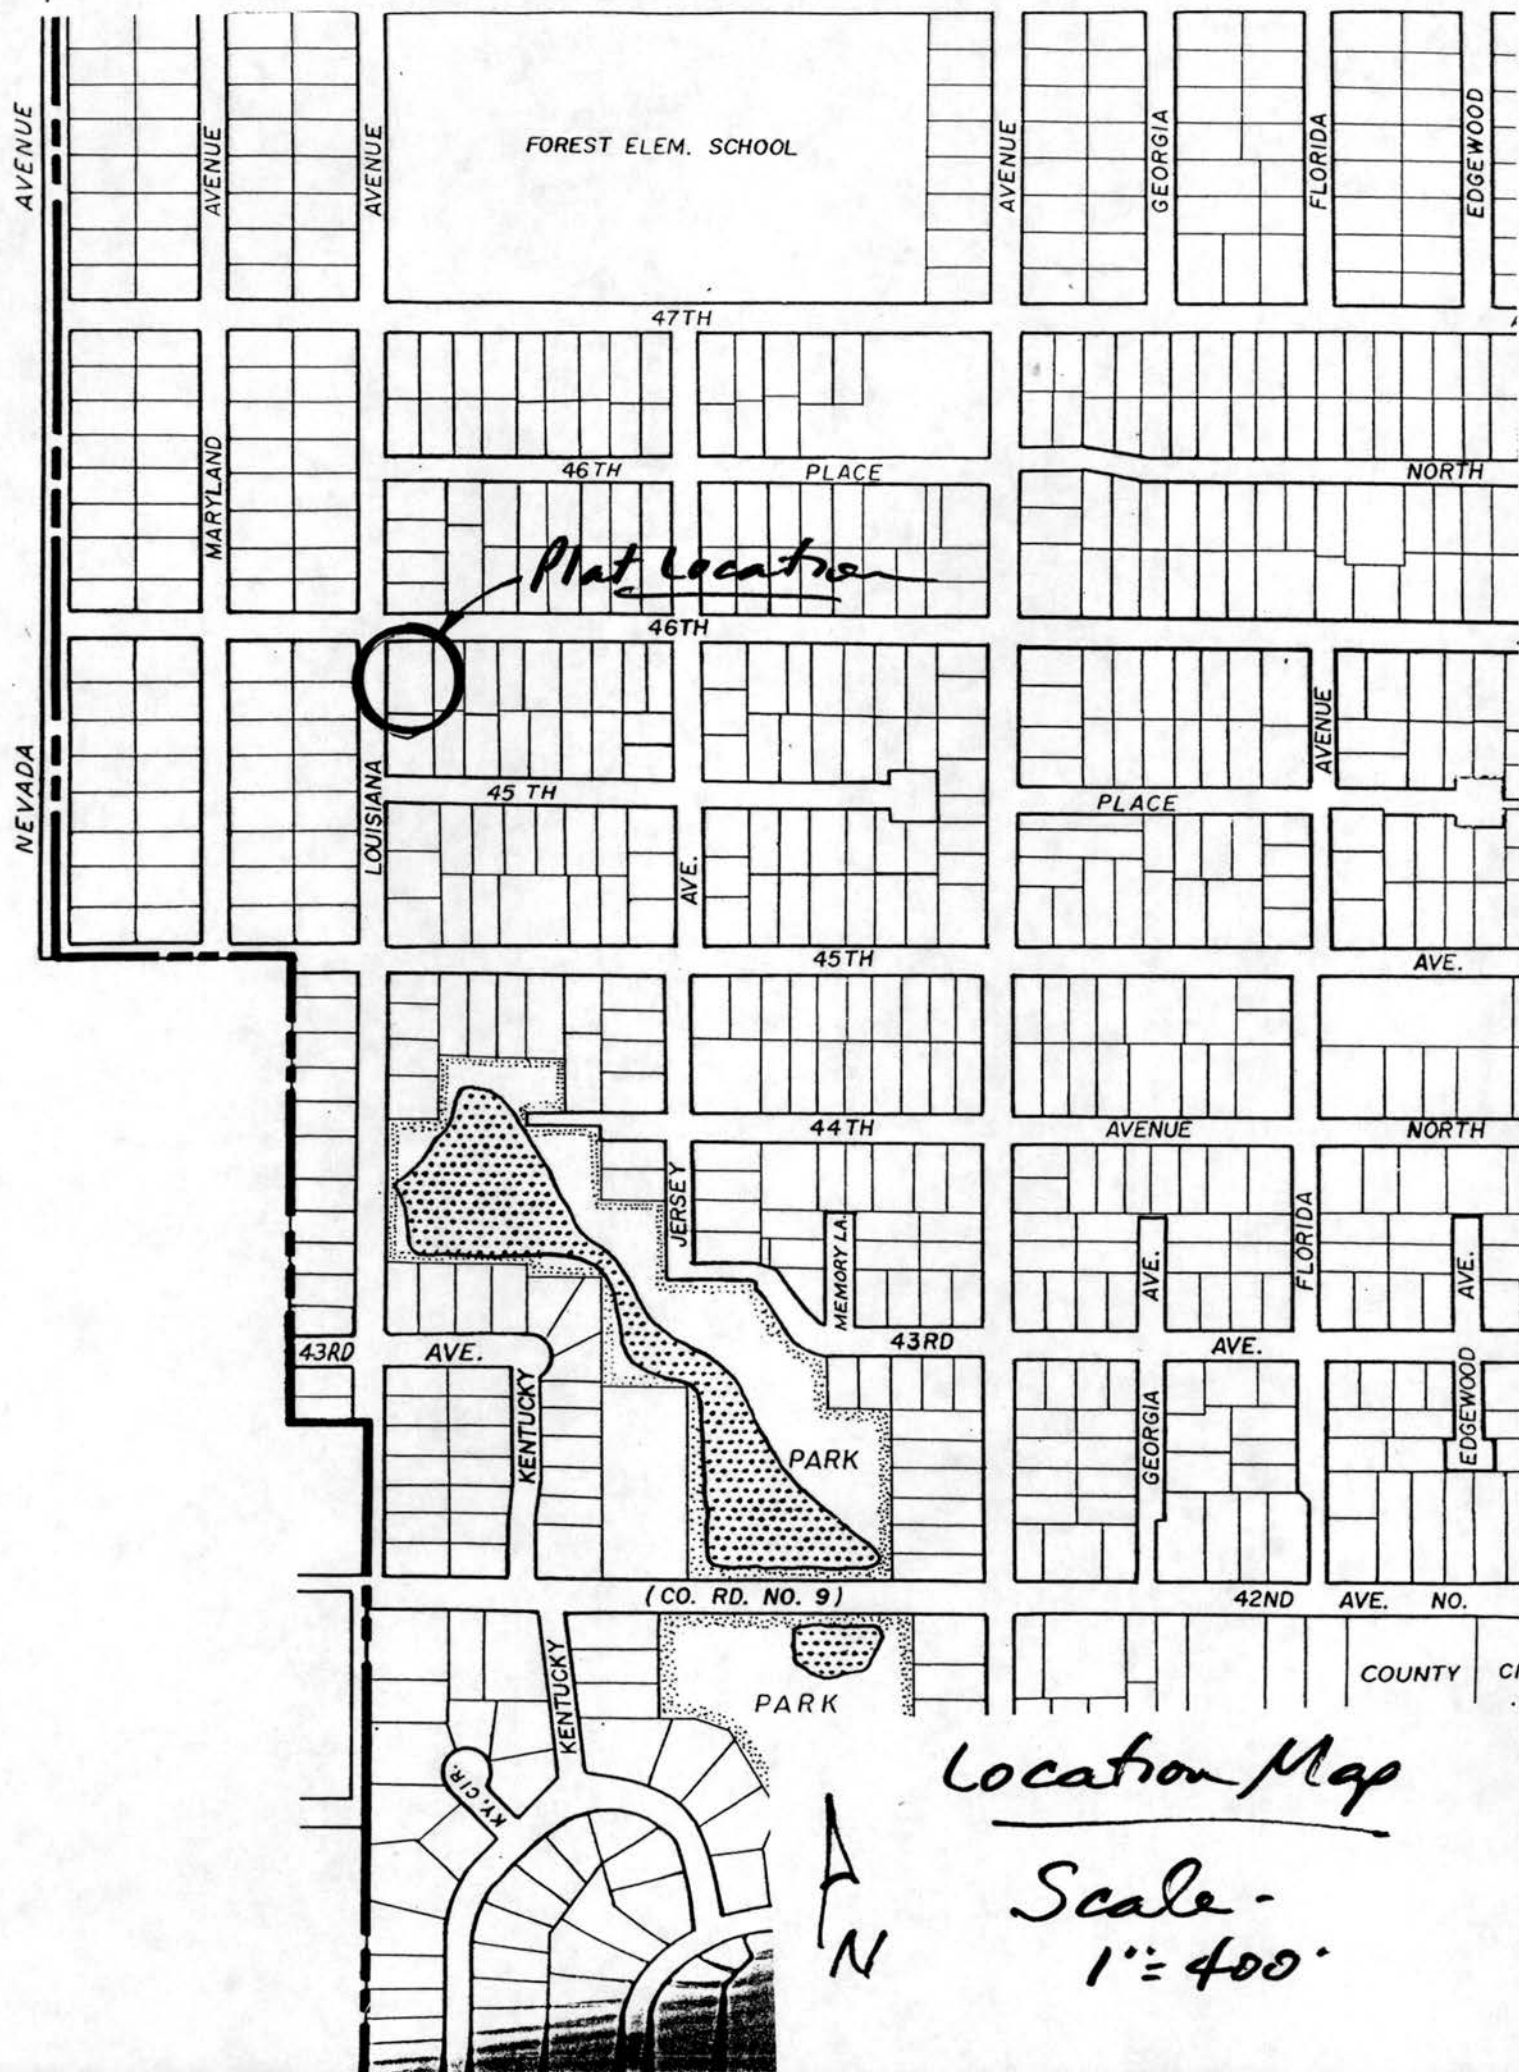 AVENUE
AVENUE
AVENUE
FOREST ELEM. SCHOOL
AVENUE
GEORGIA
FLORIDA
EDGEWOOD
47TH
MARYLAND
46TH
PLACE
NORTH
Plat Location
46TH
NEVADA
LOUISIANA
45 TH
AVE.
PLACE
AVENUE
45TH
AVE.
44TH
AVENUE
NORTH
JERSEY
MEMORY LA.
AVE.
FLORIDA
AVE.
43RD
AVE.
43RD
AVE.
KENTUCKY
GEORGIA
EDGEWOOD
PARK
(CO. RD. NO. 9)
42ND
AVE.
NO.
KENTUCKY
PARK
COUNTY
KY. CIR.
Location Map
Scale-
1"= 400'
N